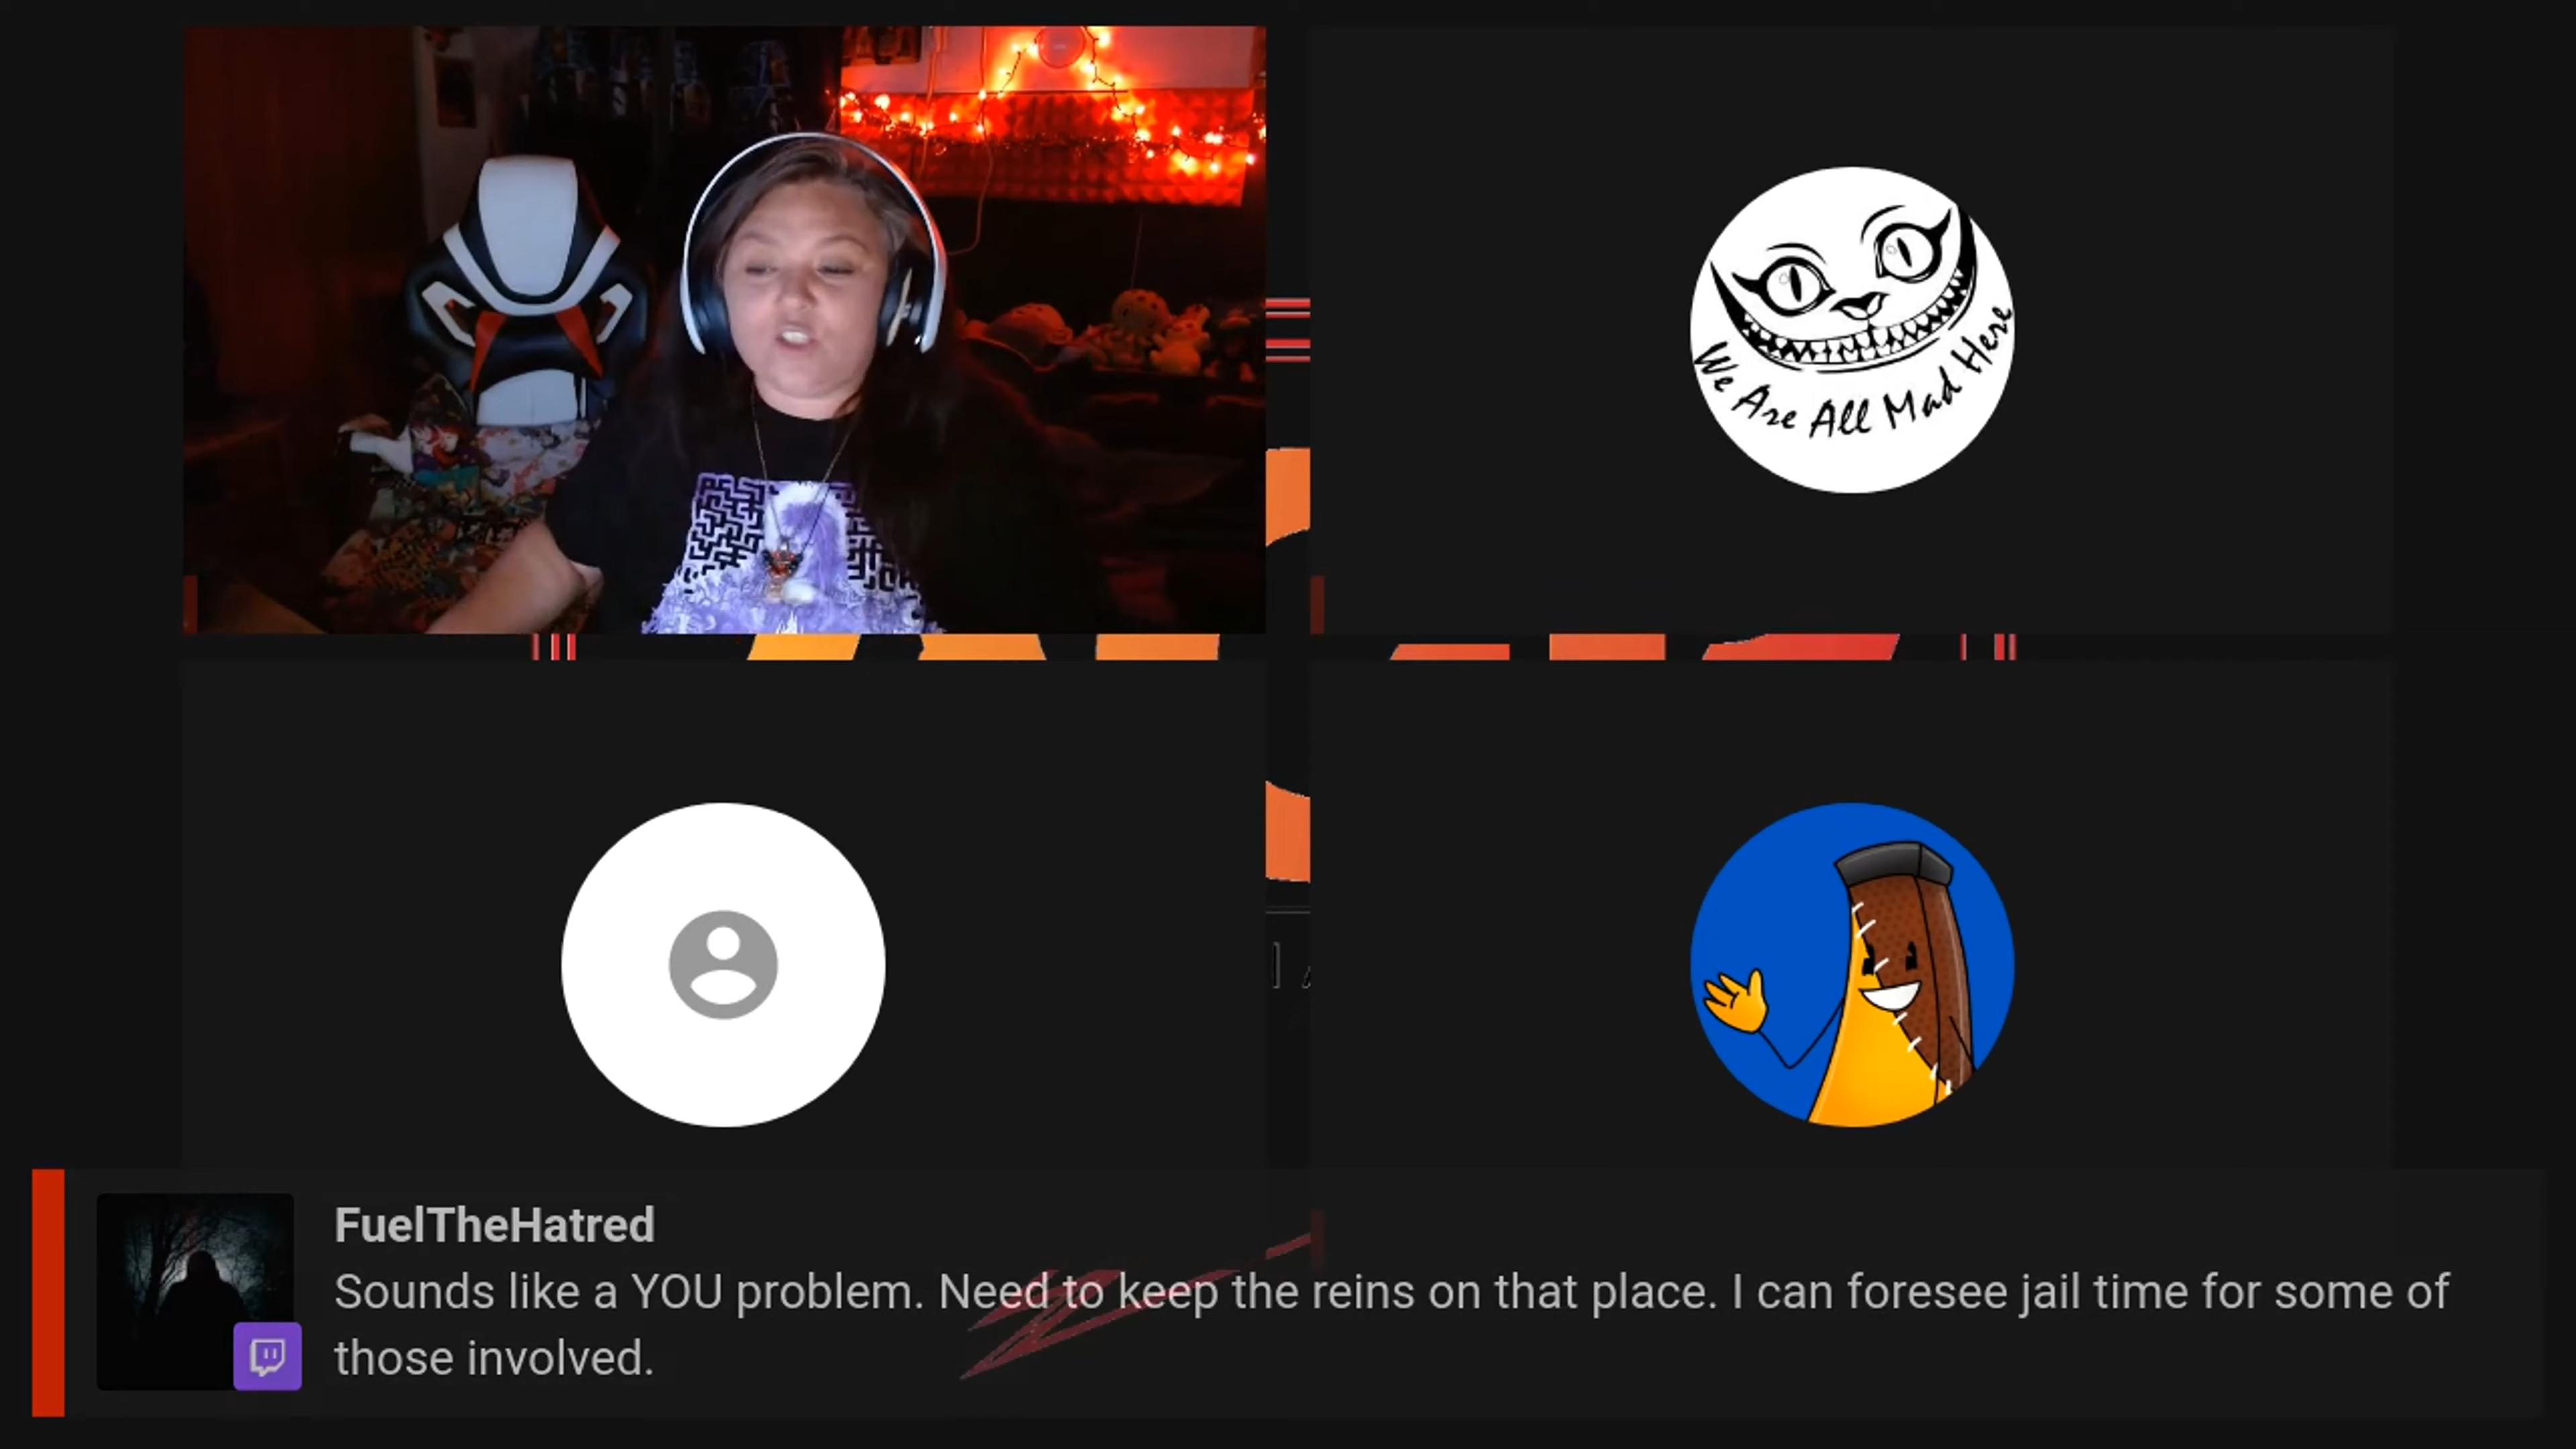 We Are All Mad Here
FuelTheHatred
Sounds like a YOU problem. Need to keep the reins on that place. I can foresee jail time for some of
those involved.